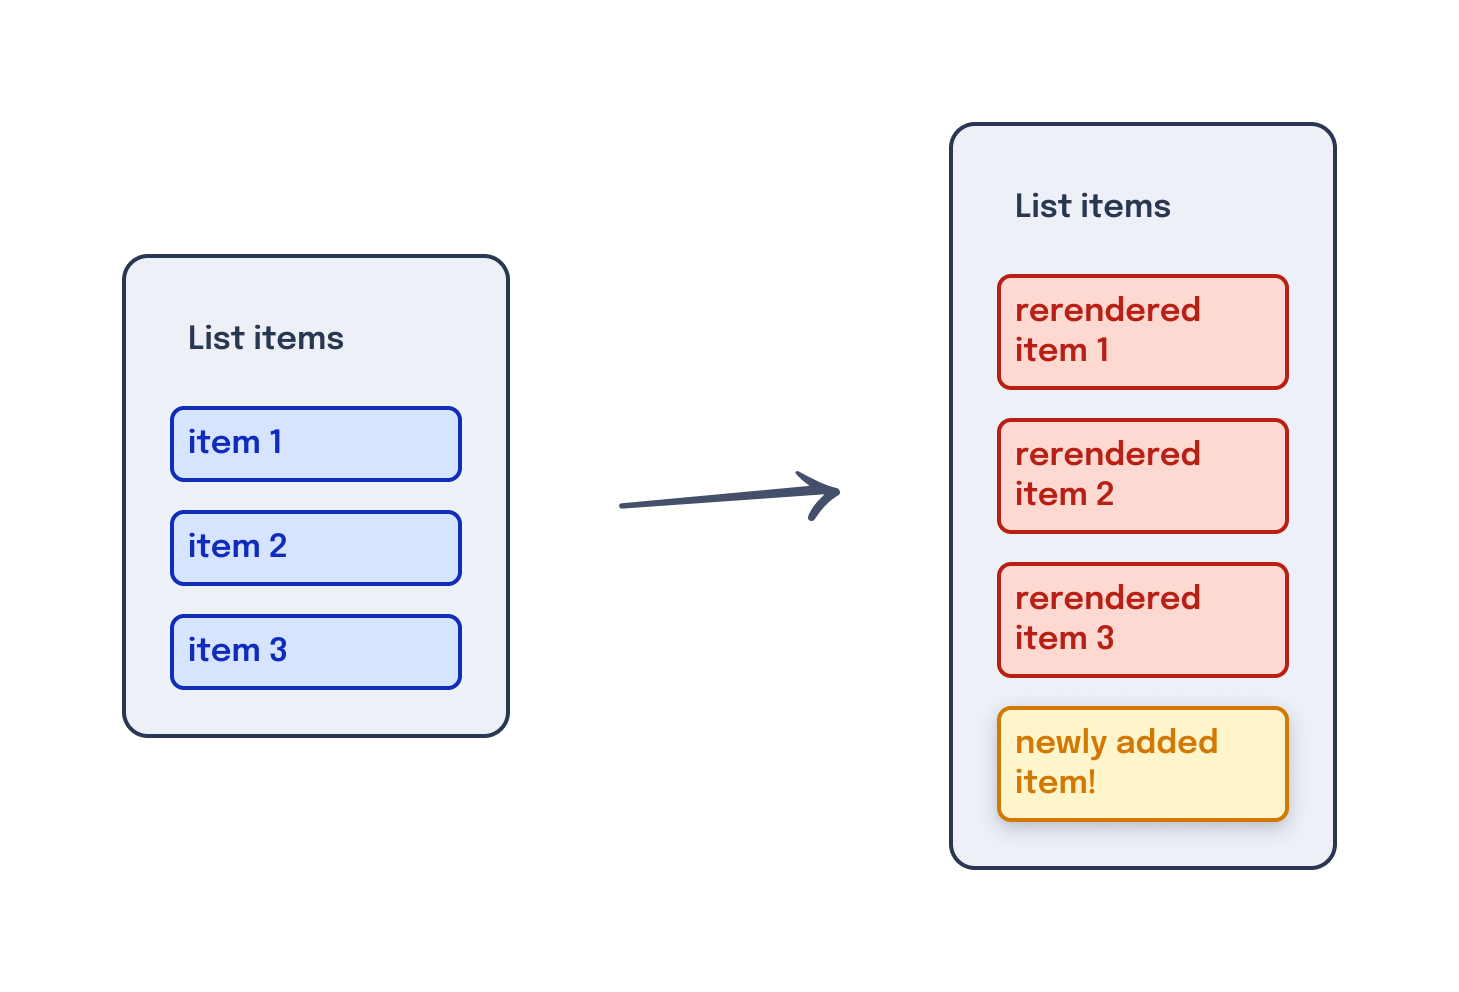 List items
item 1
item 2
item 3
List items
rerendered
item 1
rerendered
item 2
rerendered
item 3
newly added
item!